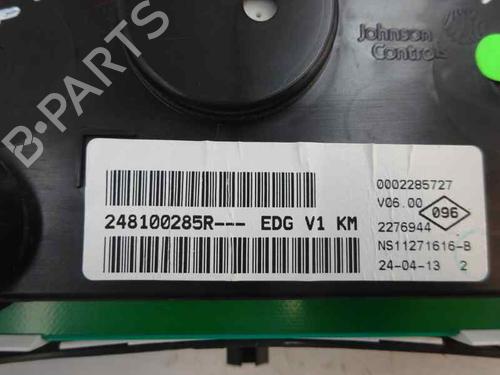 Johnson
Controls
B-PARTS
0002285727
V06.00
096
248100285R--- EDG V1 KM
2276944
NS11271616-B
24-04-13 2